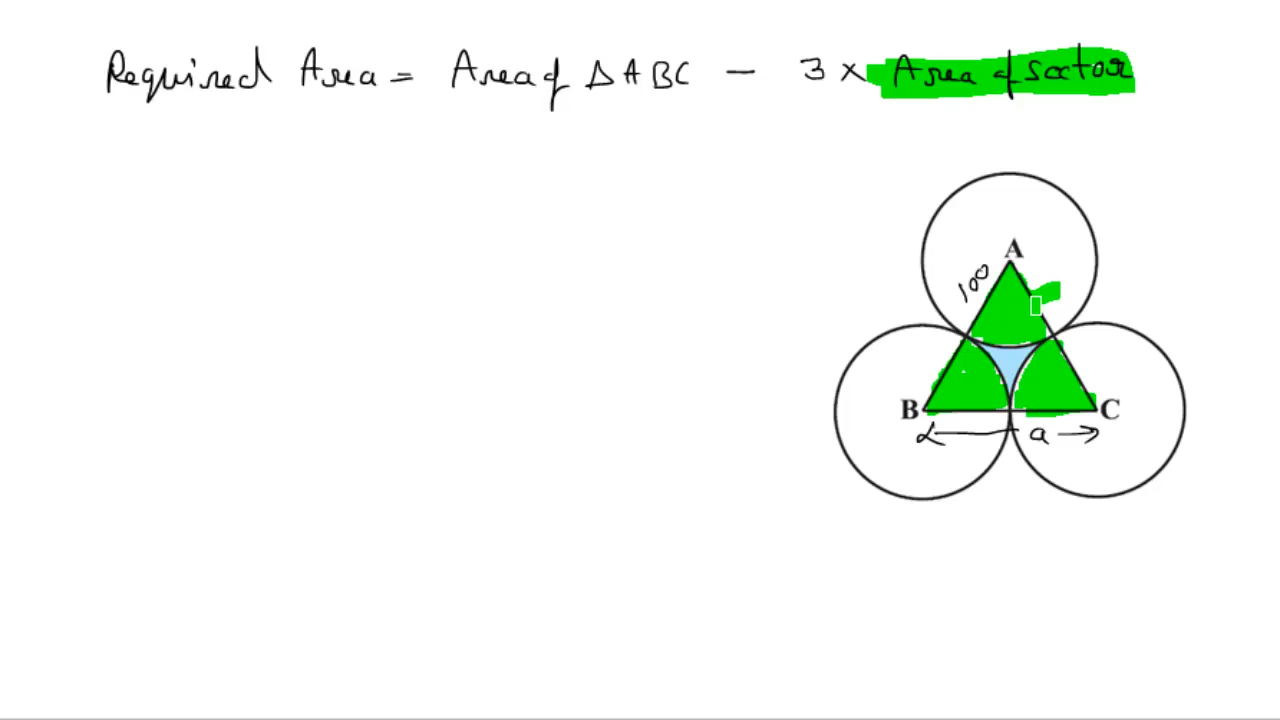 Required Area = Area of ΔABC - 3 × Area of sector
A
100
B
C
a